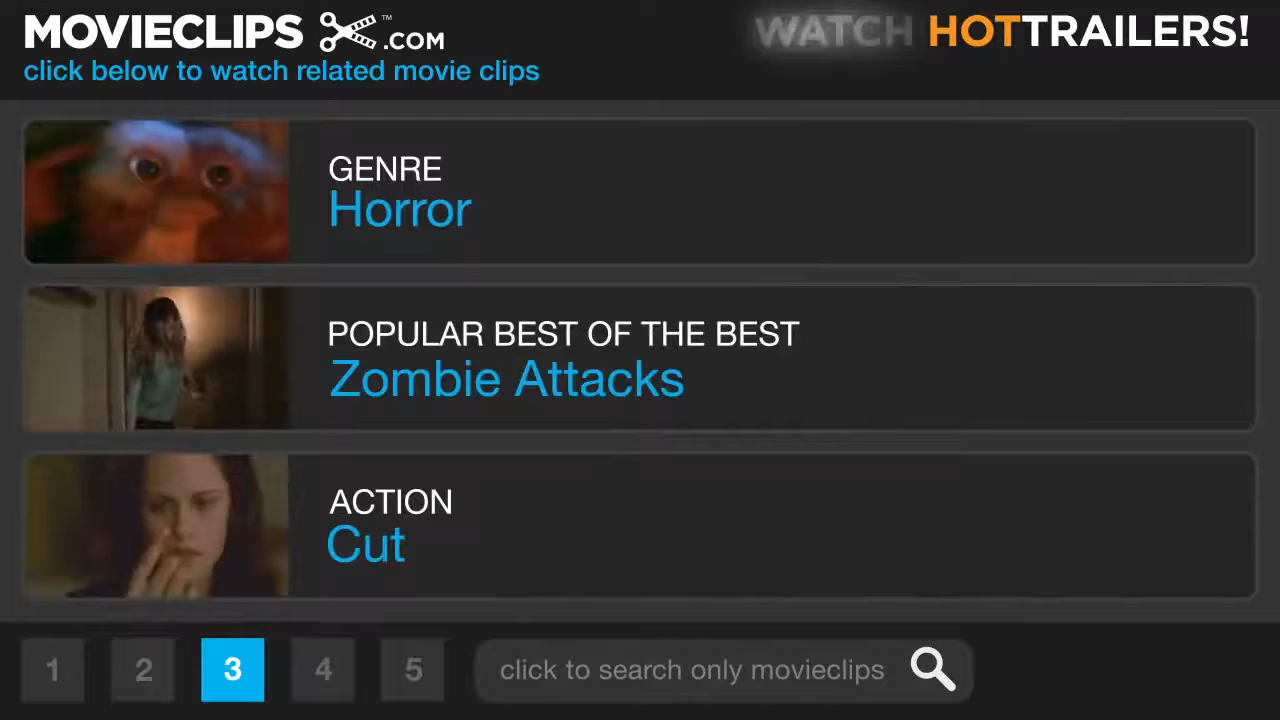 MOVIECLIPS .COM™
click below to watch related movie clips
WATCH HOTTRAILERS!
GENRE
Horror
POPULAR BEST OF THE BEST
Zombie Attacks
ACTION
Cut
1 2 3 4 5 click to search only movieclips